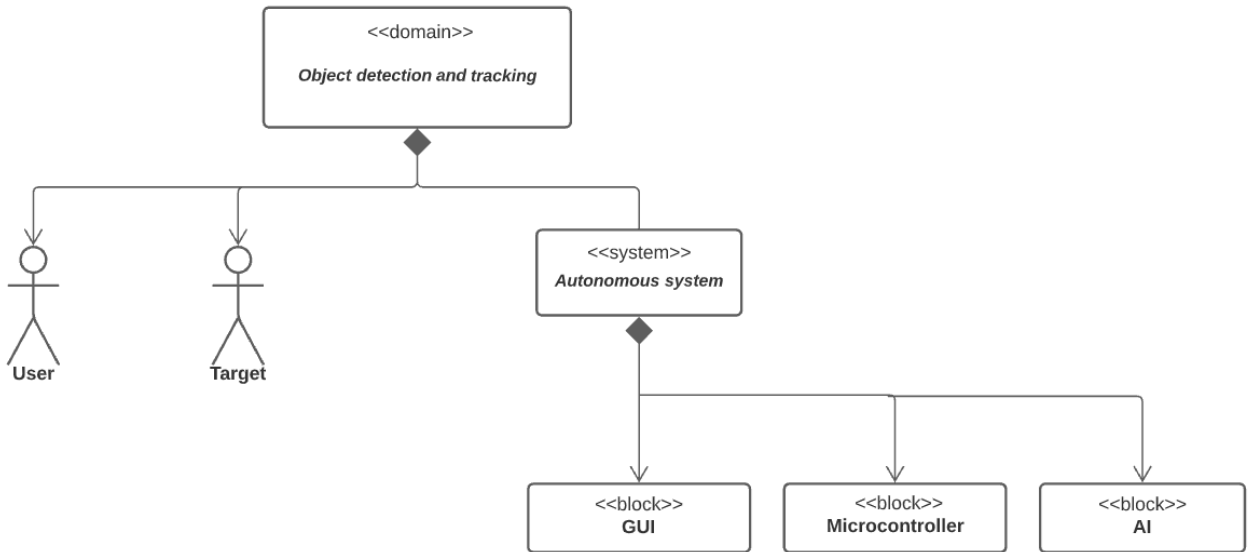 <<domain>>
Object detection and tracking
<<system>>
Autonomous system
User
Target
<<block>>
GUI
<<block>>
Microcontroller
<<block>>
AI